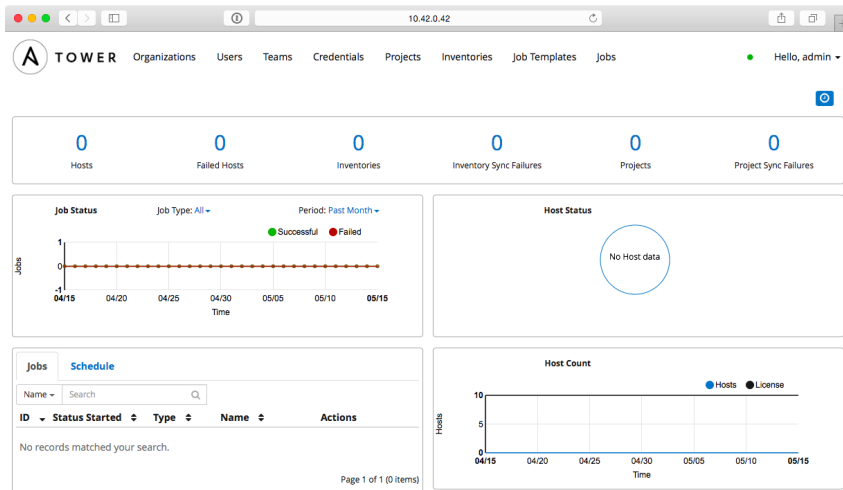 10.42.0.42
A TOWER Organizations Users Teams Credentials Projects Inventories Job Templates Jobs Hello, admin
0 0 0 0 0 0
Hosts Failed Hosts Inventories Inventory Sync Failures Projects Project Sync Failures
Job Status Job Type: All Period: Past Month
Successful Failed
1
0
-1
Jobs
04/15 04/20 04/25 04/30 05/05 05/10 05/15
Time
Host Status
No Host data
Jobs Schedule
Name Search
ID Status Started Type Name Actions
No records matched your search.
Page 1 of 1 (0 items)
Host Count
Hosts License
10
5
0
Hosts
04/15 04/20 04/25 04/30 05/05 05/10 05/15
Time